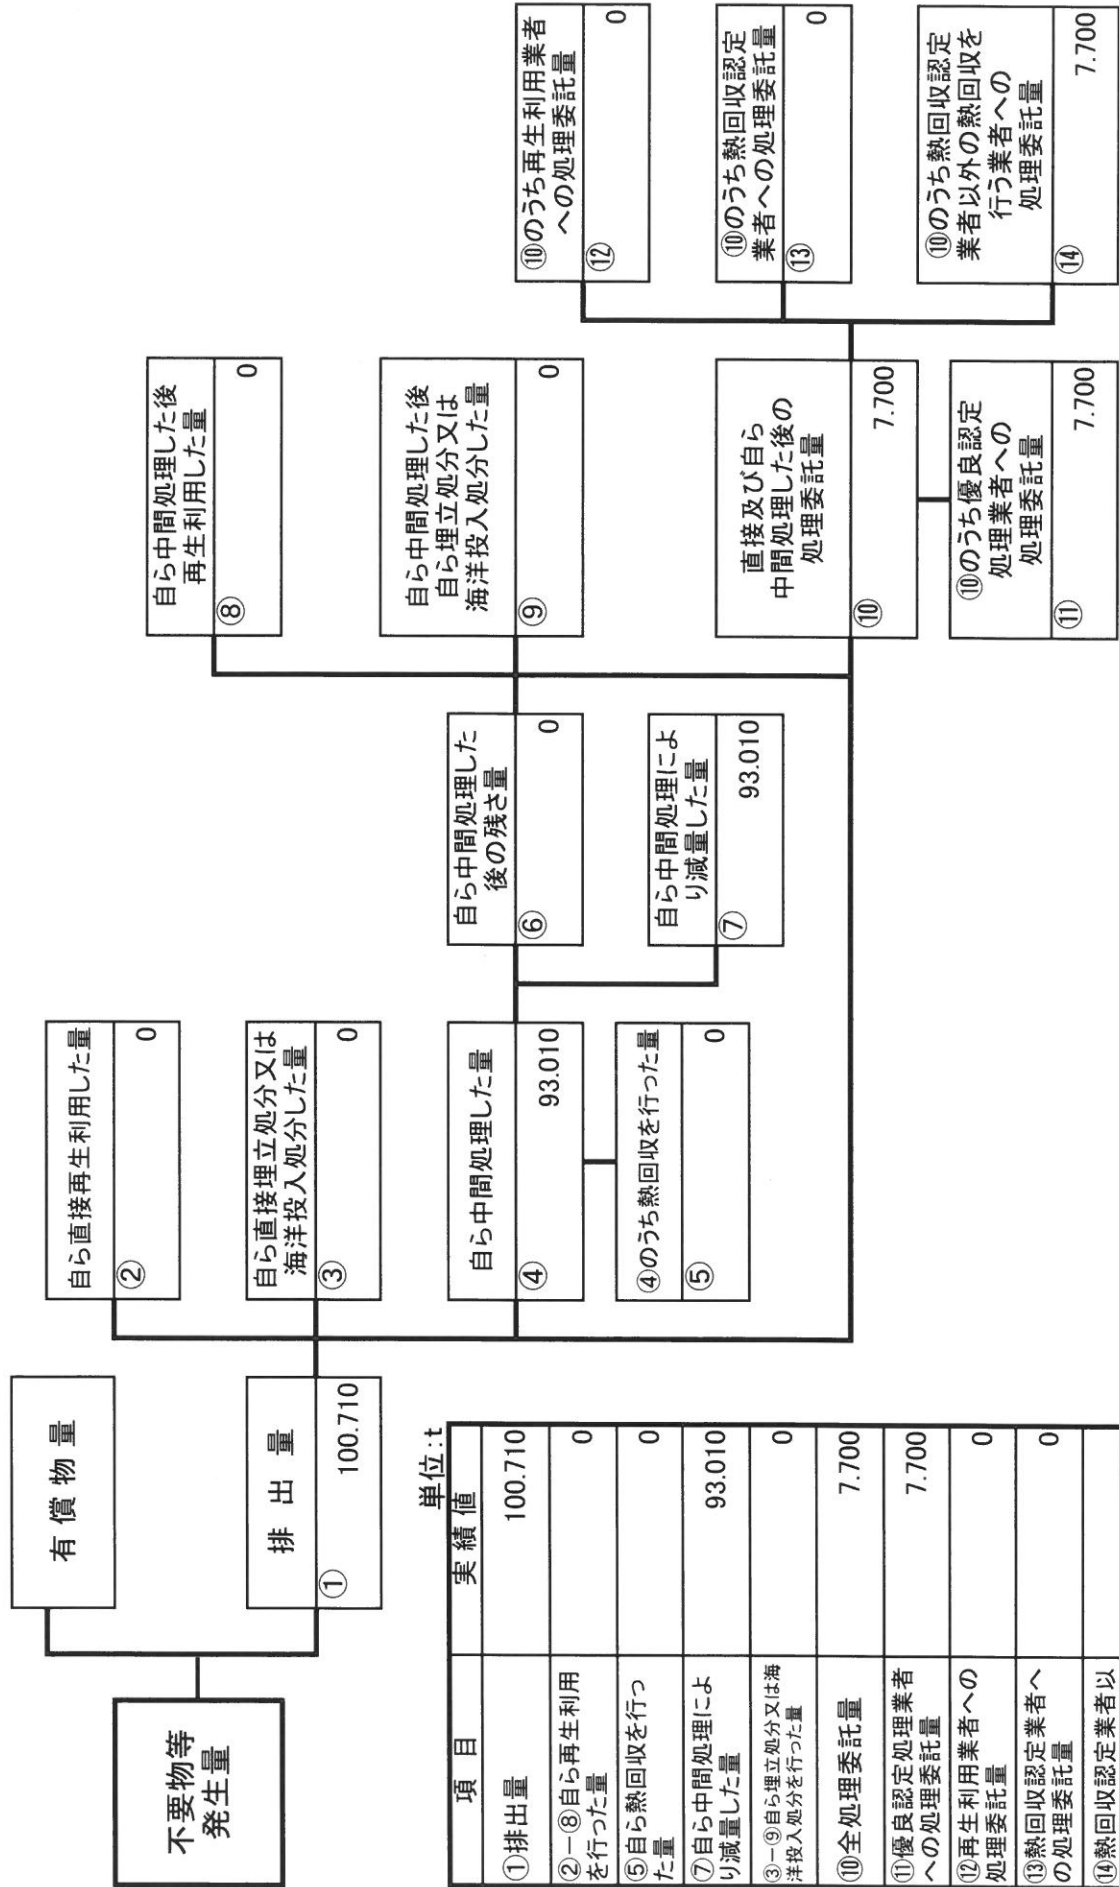 不要物等
発生量
有償物量
排出量
①
100.710
自ら直接再生利用した量
②
0
自ら直接埋立処分又は
海洋投入処分した量
③
0
自ら中間処理した量
④
93.010
④のうち熱回収を行った量
⑤
0
自ら中間処理した
後の残さ量
⑥
0
自ら中間処理によ
り減量した量
⑦
93.010
自ら中間処理した後
再生利用した量
⑧
0
自ら中間処理した後
自ら埋立処分又は
海洋投入処分した量
⑨
0
直接及び自ら
中間処理した後の
処理委託量
⑩
7.700
⑩のうち優良認定
処理業者への
処理委託量
⑪
7.700
⑩のうち再生利用業者
への処理委託量
⑫
0
⑩のうち熱回収認定
業者への処理委託量
⑬
0
⑩のうち熱回収認定
業者以外の熱回収を
行う業者への
処理委託量
⑭
7.700
単位:t
項目
実績値
①排出量
100.710
②-⑧自ら再生利用
を行った量
0
⑤自ら熱回収を行っ
た量
0
⑦自ら中間処理によ
り減量した量
93.010
③-⑨自ら埋立処分又は海
洋投入処分を行った量
0
⑩全処理委託量
7.700
⑪優良認定処理業者
への処理委託量
7.700
⑫再生利用業者への
処理委託量
0
⑬熱回収認定業者へ
の処理委託量
0
⑭熱回収認定業者以